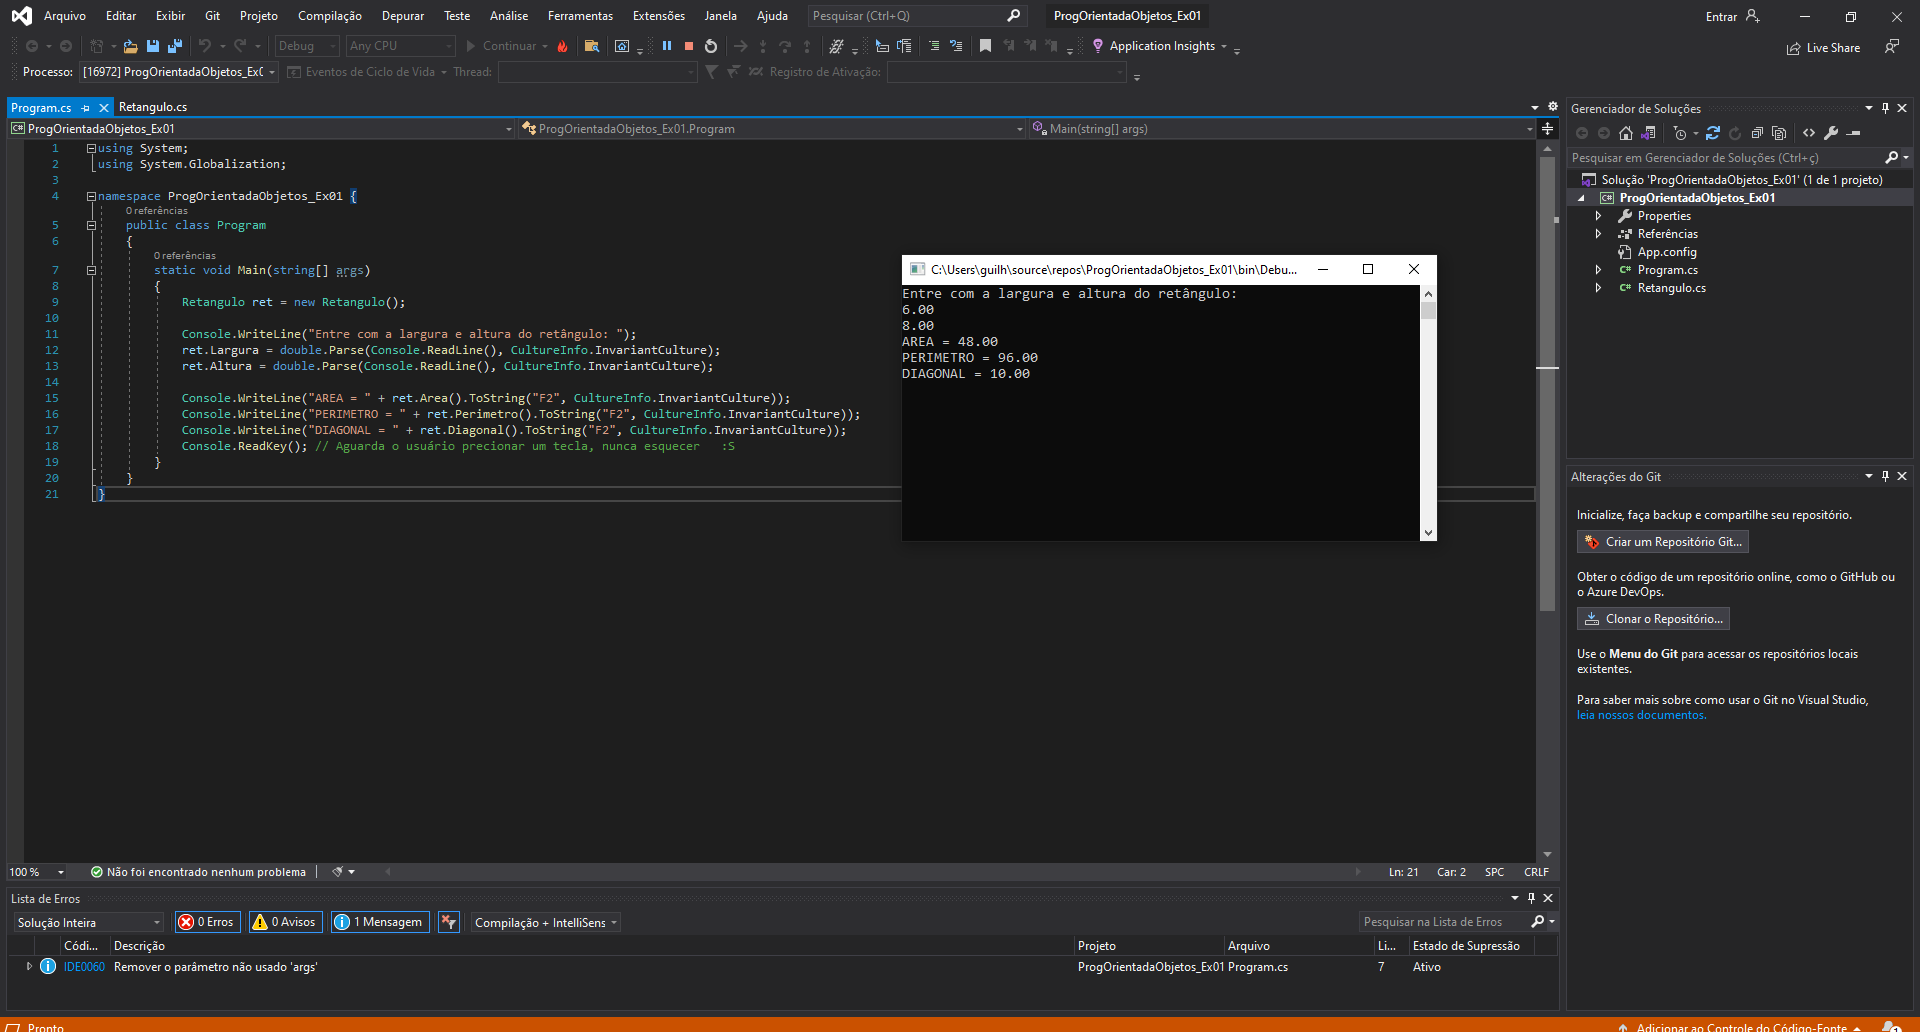 Arquivo Editar Exibir Git Projeto Compilação Depurar Teste Análise Ferramentas Extensões Janela Ajuda Pesquisar (Ctrl+Q) ProgOrientadaObjetos_Ex01 Entrar
Debug Any CPU Continuar Application Insights Live Share
Processo: [16972] ProgOrientadaObjetos_Ex0 Eventos de Ciclo de Vida Thread: Registro de Ativação:
Program.cs Retangulo.cs
ProgOrientadaObjetos_Ex01 ProgOrientadaObjetos_Ex01.Program Main(string[] args)
1 using System;
2 using System.Globalization;
3
4 namespace ProgOrientadaObjetos_Ex01 {
0 referências
5 public class Program
6 {
0 referências
7 static void Main(string[] args)
8 {
9 Retangulo ret = new Retangulo();
10
11 Console.WriteLine("Entre com a largura e altura do retângulo: ");
12 ret.Largura = double.Parse(Console.ReadLine(), CultureInfo.InvariantCulture);
13 ret.Altura = double.Parse(Console.ReadLine(), CultureInfo.InvariantCulture);
14
15 Console.WriteLine("AREA = " + ret.Area().ToString("F2", CultureInfo.InvariantCulture));
16 Console.WriteLine("PERIMETRO = " + ret.Perimetro().ToString("F2", CultureInfo.InvariantCulture));
17 Console.WriteLine("DIAGONAL = " + ret.Diagonal().ToString("F2", CultureInfo.InvariantCulture));
18 Console.ReadKey(); // Aguarda o usuário precionar um tecla, nunca esquecer :S
19 }
20 }
21 }
C:\Users\guilh\source\repos\ProgOrientadaObjetos_Ex01\bin\Debu...
Entre com a largura e altura do retângulo:
6.00
8.00
AREA = 48.00
PERIMETRO = 96.00
DIAGONAL = 10.00
Gerenciador de Soluções
Pesquisar em Gerenciador de Soluções (Ctrl+ç)
Solução 'ProgOrientadaObjetos_Ex01' (1 de 1 projeto)
ProgOrientadaObjetos_Ex01
Properties
Referências
App.config
Program.cs
Retangulo.cs
Alterações do Git
Inicialize, faça backup e compartilhe seu repositório.
Criar um Repositório Git...
Obter o código de um repositório online, como o GitHub ou
o Azure DevOps.
Clonar o Repositório...
Use o Menu do Git para acessar os repositórios locais
existentes.
Para saber mais sobre como usar o Git no Visual Studio,
leia nossos documentos.
100 % Não foi encontrado nenhum problema Ln: 21 Car: 2 SPC CRLF
Lista de Erros
Solução Inteira 0 Erros 0 Avisos 1 Mensagem Compilação + IntelliSens Pesquisar na Lista de Erros
Códi... Descrição Projeto Arquivo Li... Estado de Supressão
IDE0060 Remover o parâmetro não usado 'args' ProgOrientadaObjetos_Ex01 Program.cs 7 Ativo
Pronto Adicionar ao Controle do Código-Fonte 1